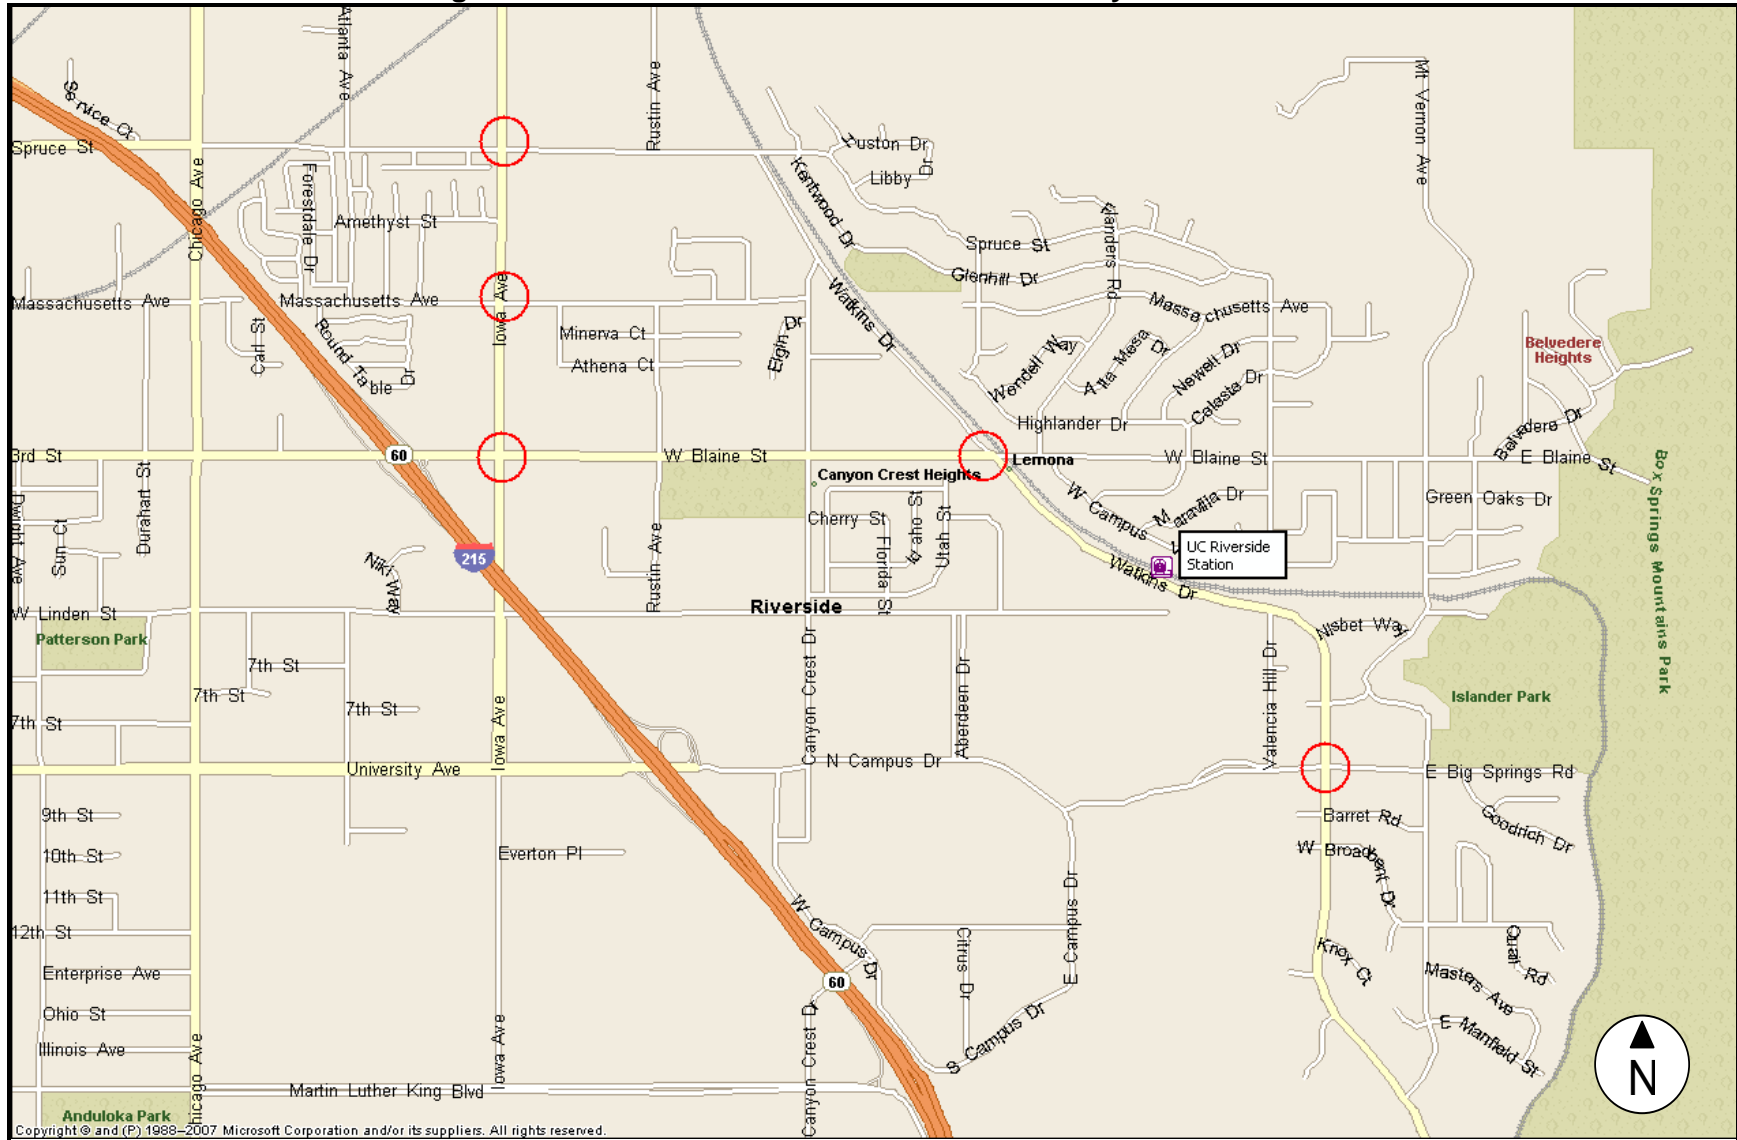 Atlanta Ave
Service Ct
Rustin Ave
Mt Vernon Ave
Spruce St
Chicago Ave
Kentwood Dr
Libby Dr
Forestdale Dr
Amethyst St
Flanders Rd
Spruce St
Glenhill Dr
Massachusetts Ave
Massachusetts Ave
Iowa Ave
Watkins Dr
Massachusetts Ave
Carl St
Round Table Dr
Minerva Ct
Athena Ct
Elgin Dr
Wendell Way
Alta Mesa Dr
Newell Dr
Celeste Dr
Belvedere
Heights
Highlander Dr
Belvedere Dr
3rd St
60
W Blaine St
Lemona
W Blaine St
E Blaine St
Canyon Crest Heights
Dwight Ave
Sun Ct
Durahart St
Cherry St
Florida St
Idaho St
Utah St
W Campus
Maravilla Dr
Green Oaks Dr
Box Springs Mountains Park
215
Niki Way
Rustin Ave
UC Riverside
Station
Watkins Dr
W Linden St
Riverside
Patterson Park
Nisbet Way
7th St
7th St
7th St
7th St
Iowa Ave
Canyon Crest Dr
Aberdeen Dr
Valencia Hill Dr
Islander Park
University Ave
N Campus Dr
E Big Springs Rd
9th St
Barret Rd
Goodrich Dr
10th St
Everton Pl
W Broadbent Dr
11th St
W Campus Dr
E Campus Dr
12th St
Citrus Dr
Knox Ct
Quail Rd
Enterprise Ave
60
Masters Ave
Ohio St
Canyon Crest Dr
S Campus Dr
E Manfield St
Illinois Ave
Chicago Ave
Iowa Ave
N
Martin Luther King Blvd
Anduloka Park
Copyright © and (P) 1988–2007 Microsoft Corporation and/or its suppliers. All rights reserved.